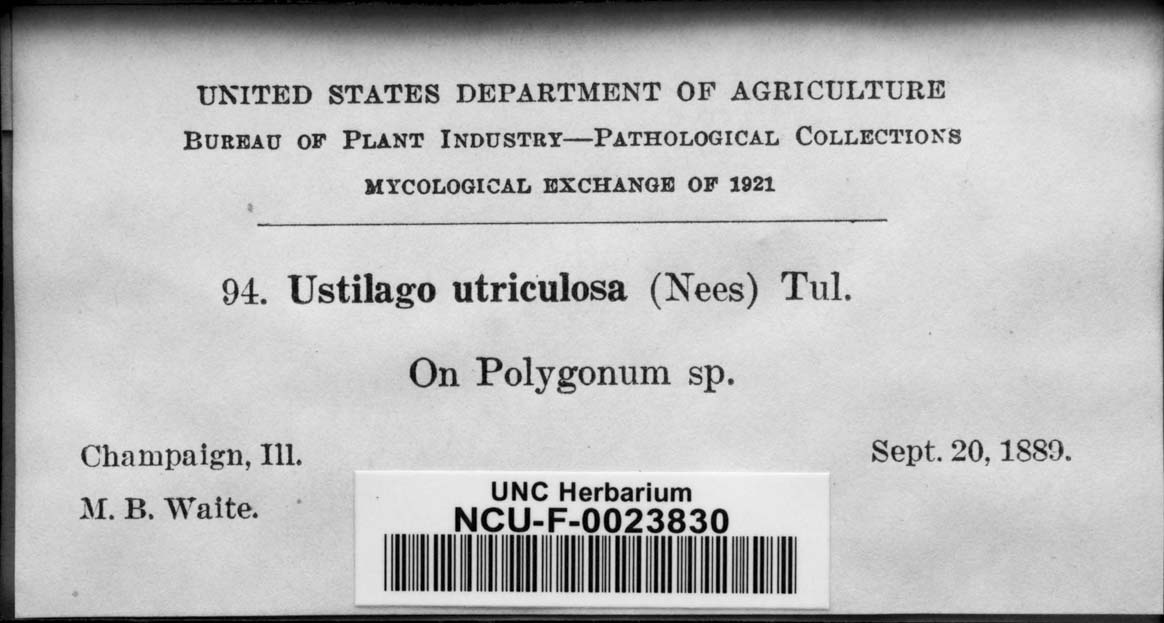 UNITED STATES DEPARTMENT OF AGRICULTURE
BUREAU OF PLANT INDUSTRY—PATHOLOGICAL COLLECTIONS
MYCOLOGICAL EXCHANGE OF 1921
94. Ustilago utriculosa (Nees) Tul.
On Polygonum sp.
Champaign, Ill.
Sept. 20, 1889.
M. B. Waite.
UNC Herbarium
NCU-F-0023830